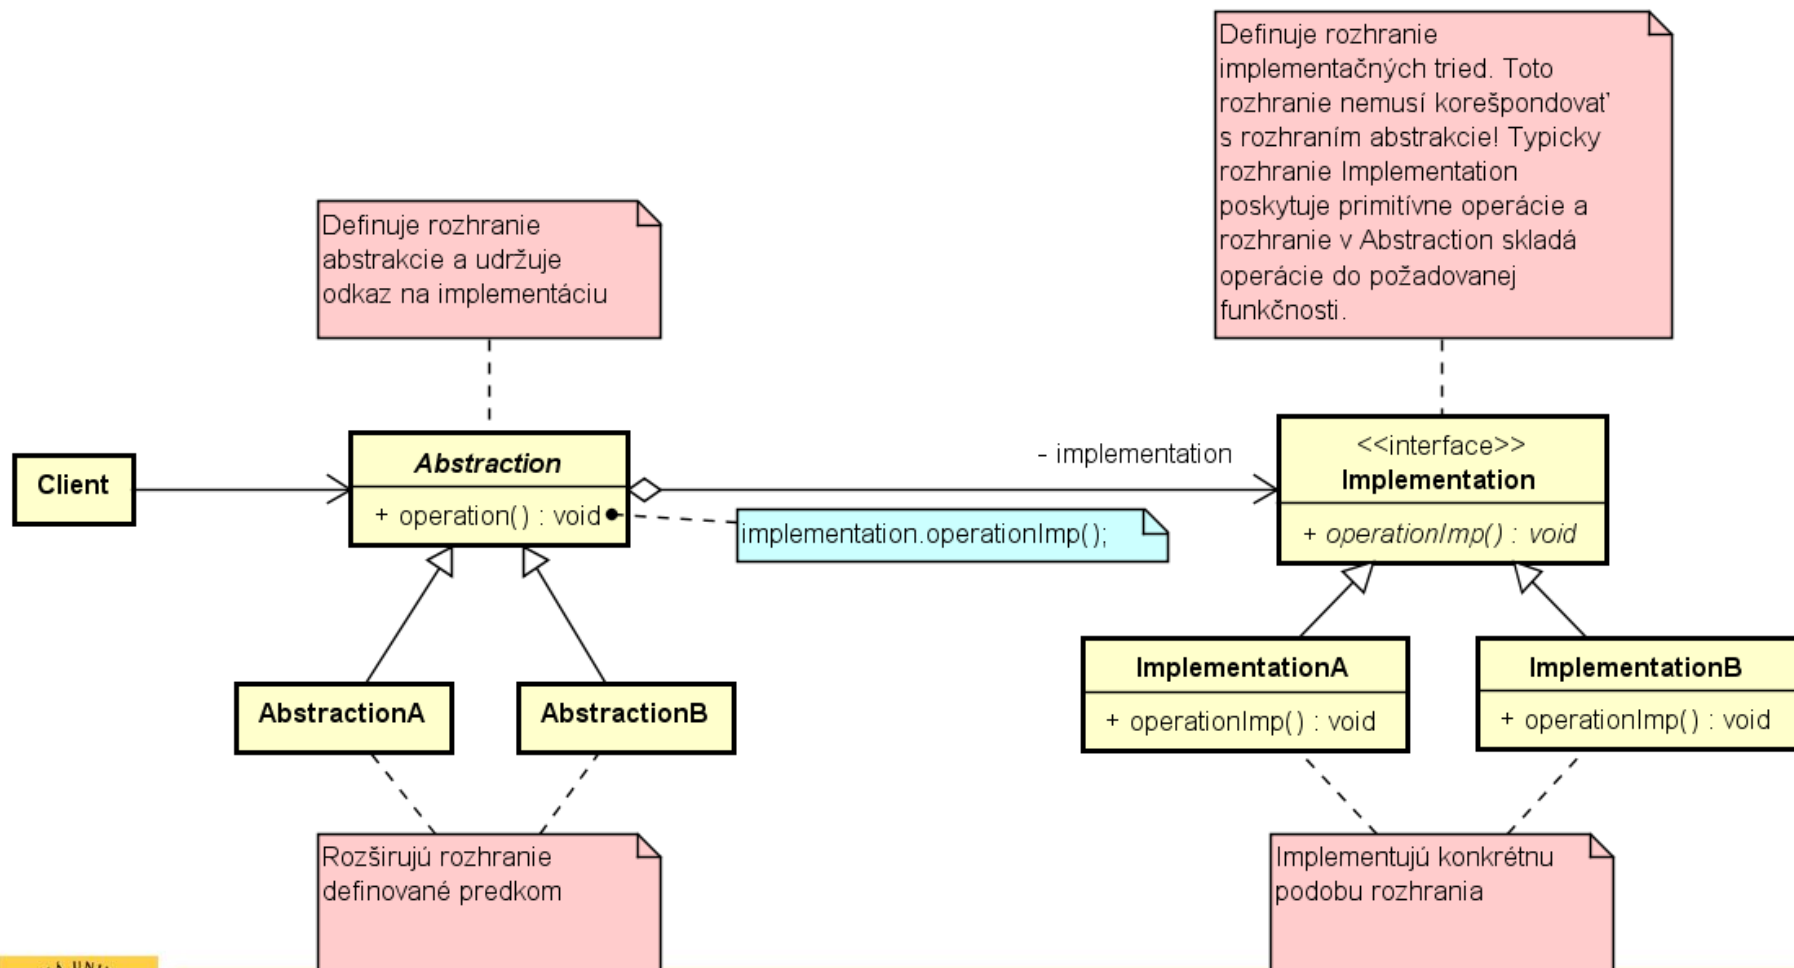 Definuje rozhranie
implementačných tried. Toto
rozhranie nemusí korešpondovať
s rozhraním abstrakcie! Typicky
rozhranie Implementation
poskytuje primitívne operácie a
rozhranie v Abstraction skladá
operácie do požadovanej
funkčnosti.
Definuje rozhranie
abstrakcie a udržuje
odkaz na implementáciu
Client
Abstraction
+ operation() : void
- implementation
implementation.operationImp();
<<interface>>
Implementation
+ operationImp() : void
AbstractionA
AbstractionB
ImplementationA
+ operationImp() : void
ImplementationB
+ operationImp() : void
Rozširujú rozhranie
definované predkom
Implementujú konkrétnu
podobu rozhrania